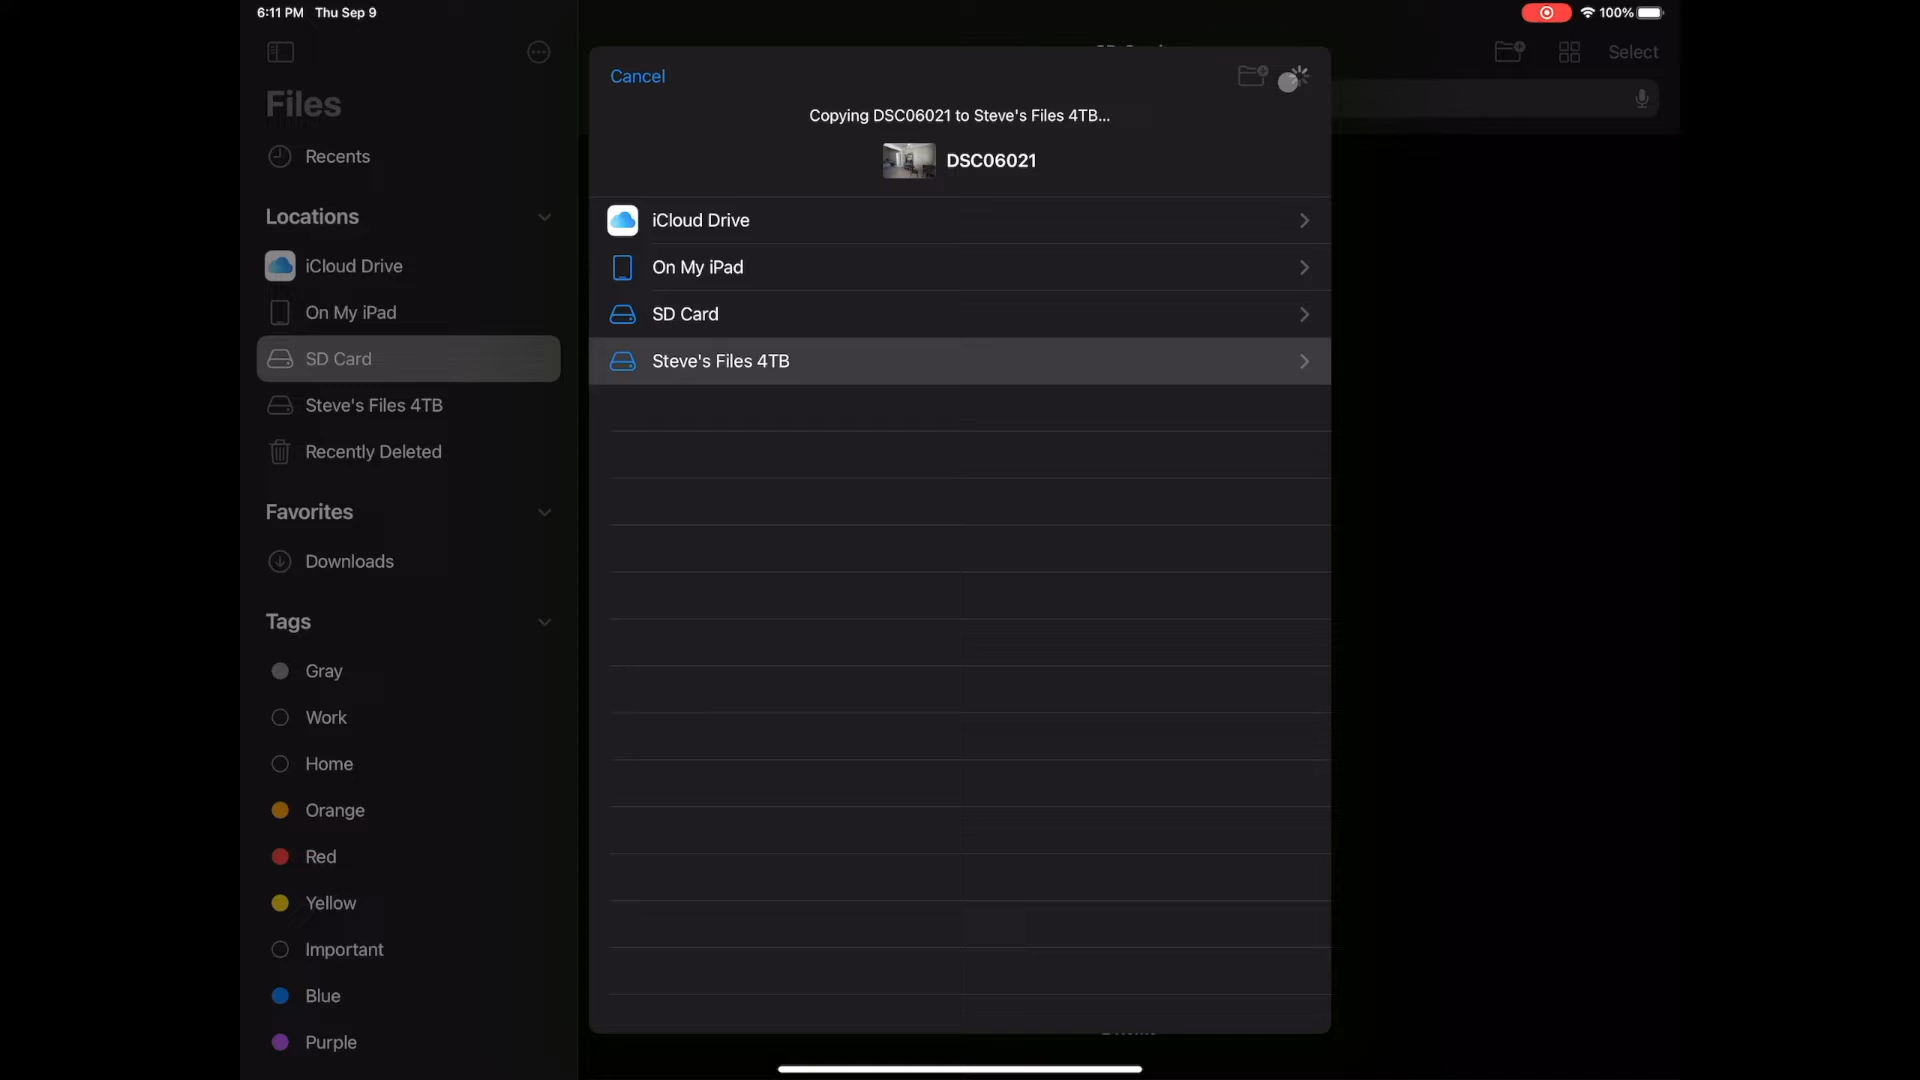 6:11 PM Thu Sep 9
100%
Select
Files
Recents
Locations
iCloud Drive
On My iPad
SD Card
Steve's Files 4TB
Recently Deleted
Favorites
Downloads
Tags
Gray
Work
Home
Orange
Red
Yellow
Important
Blue
Purple
Cancel
Copying DSC06021 to Steve's Files 4TB...
DSC06021
iCloud Drive
On My iPad
SD Card
Steve's Files 4TB